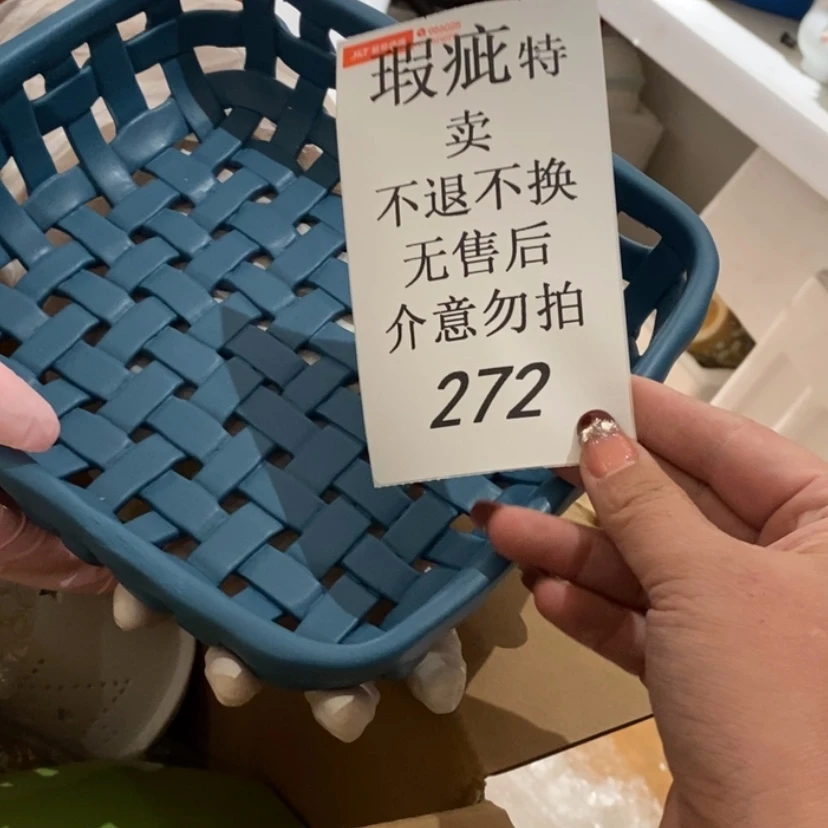 瑕疵特
卖
不退不换
无售后
介意勿拍
272